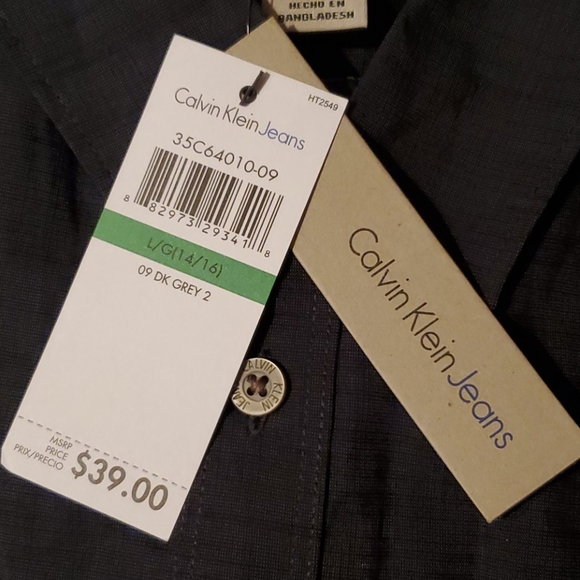 HECHO EN
BANGLADESH
HT2549
Calvin Klein Jeans
35C64010-09
8 82973 29341 8
L/G(14/16)
09 DK GREY 2
MSRP
PRICE
PRIX/PRECIO
$39.00
Calvin Klein Jeans
CALVIN KLEIN JEANS